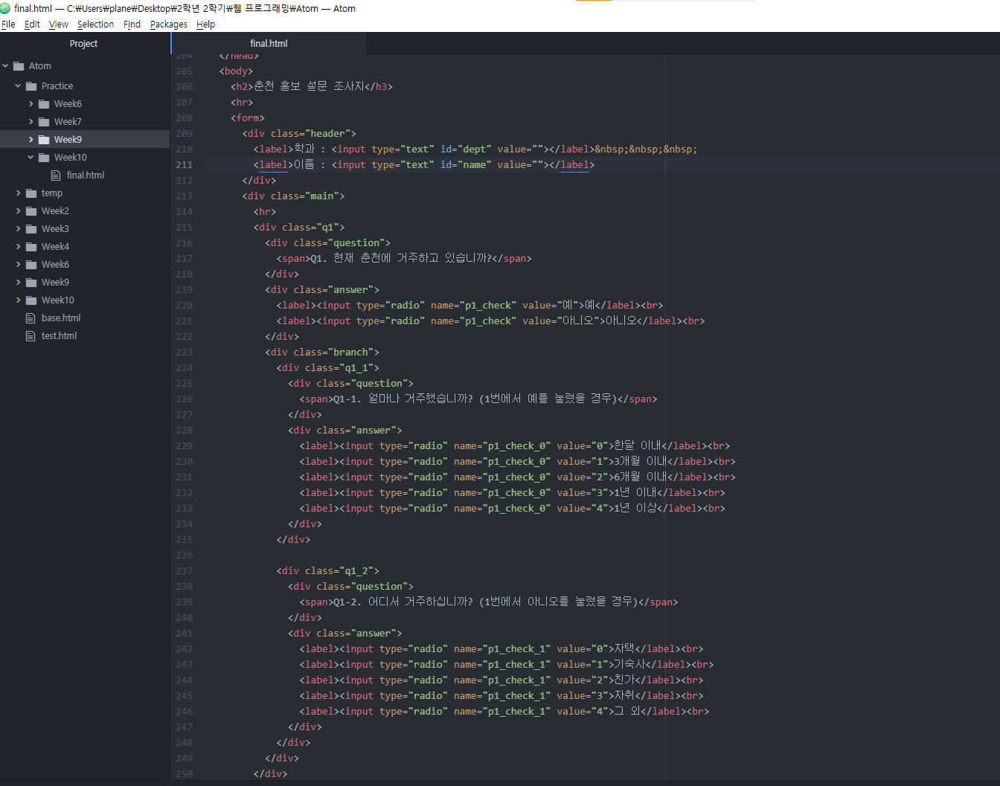 final.html — C:₩Users₩plane₩Desktop₩2학년 2학기₩웹 프로그래밍₩Atom — Atom
File Edit View Selection Find Packages Help
Project
Atom
Practice
Week6
Week7
Week9
Week10
final.html
temp
Week2
Week3
Week4
Week6
Week9
Week10
base.html
test.html
final.html
204 </head>
205 <body>
206 <h2>춘천 홍보 설문 조사지</h3>
207 <hr>
208 <form>
209 <div class="header">
210 <label>학과 : <input type="text" id="dept" value=""></label>&nbsp;&nbsp;&nbsp;
211 <label>이름 : <input type="text" id="name" value=""></label>
212 </div>
213 <div class="main">
214 <hr>
215 <div class="q1">
216 <div class="question">
217 <span>Q1. 현재 춘천에 거주하고 있습니까?</span>
218 </div>
219 <div class="answer">
220 <label><input type="radio" name="p1_check" value="예">예</label><br>
221 <label><input type="radio" name="p1_check" value="아니오">아니오</label><br>
222 </div>
223 <div class="branch">
224 <div class="q1_1">
225 <div class="question">
226 <span>Q1-1. 얼마나 거주했습니까? (1번에서 예를 눌렀을 경우)</span>
227 </div>
228 <div class="answer">
229 <label><input type="radio" name="p1_check_0" value="0">한달 이내</label><br>
230 <label><input type="radio" name="p1_check_0" value="1">3개월 이내</label><br>
231 <label><input type="radio" name="p1_check_0" value="2">6개월 이내</label><br>
232 <label><input type="radio" name="p1_check_0" value="3">1년 이내</label><br>
233 <label><input type="radio" name="p1_check_0" value="4">1년 이상</label><br>
234 </div>
235 </div>
236
237 <div class="q1_2">
238 <div class="question">
239 <span>Q1-2. 어디서 거주하십니까? (1번에서 아니오를 눌렀을 경우)</span>
240 </div>
241 <div class="answer">
242 <label><input type="radio" name="p1_check_1" value="0">자택</label><br>
243 <label><input type="radio" name="p1_check_1" value="1">기숙사</label><br>
244 <label><input type="radio" name="p1_check_1" value="2">친가</label><br>
245 <label><input type="radio" name="p1_check_1" value="3">자취</label><br>
246 <label><input type="radio" name="p1_check_1" value="4">그 외</label><br>
247 </div>
248 </div>
249 </div>
250 </div>